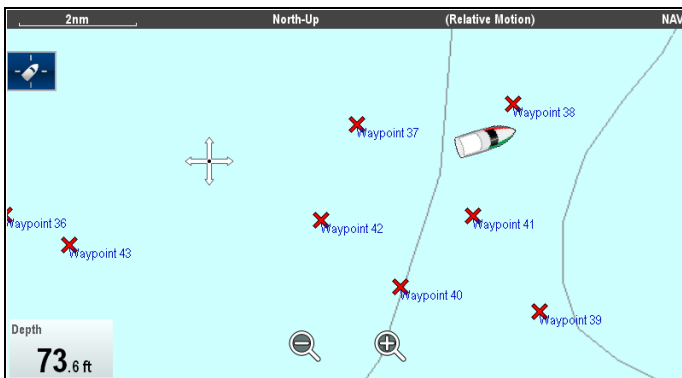 2nm North-Up (Relative Motion) NAV
Waypoint 38
Waypoint 37
Waypoint 36
Waypoint 42
Waypoint 41
Waypoint 43
Waypoint 40
Waypoint 39
Depth
73.6 ft